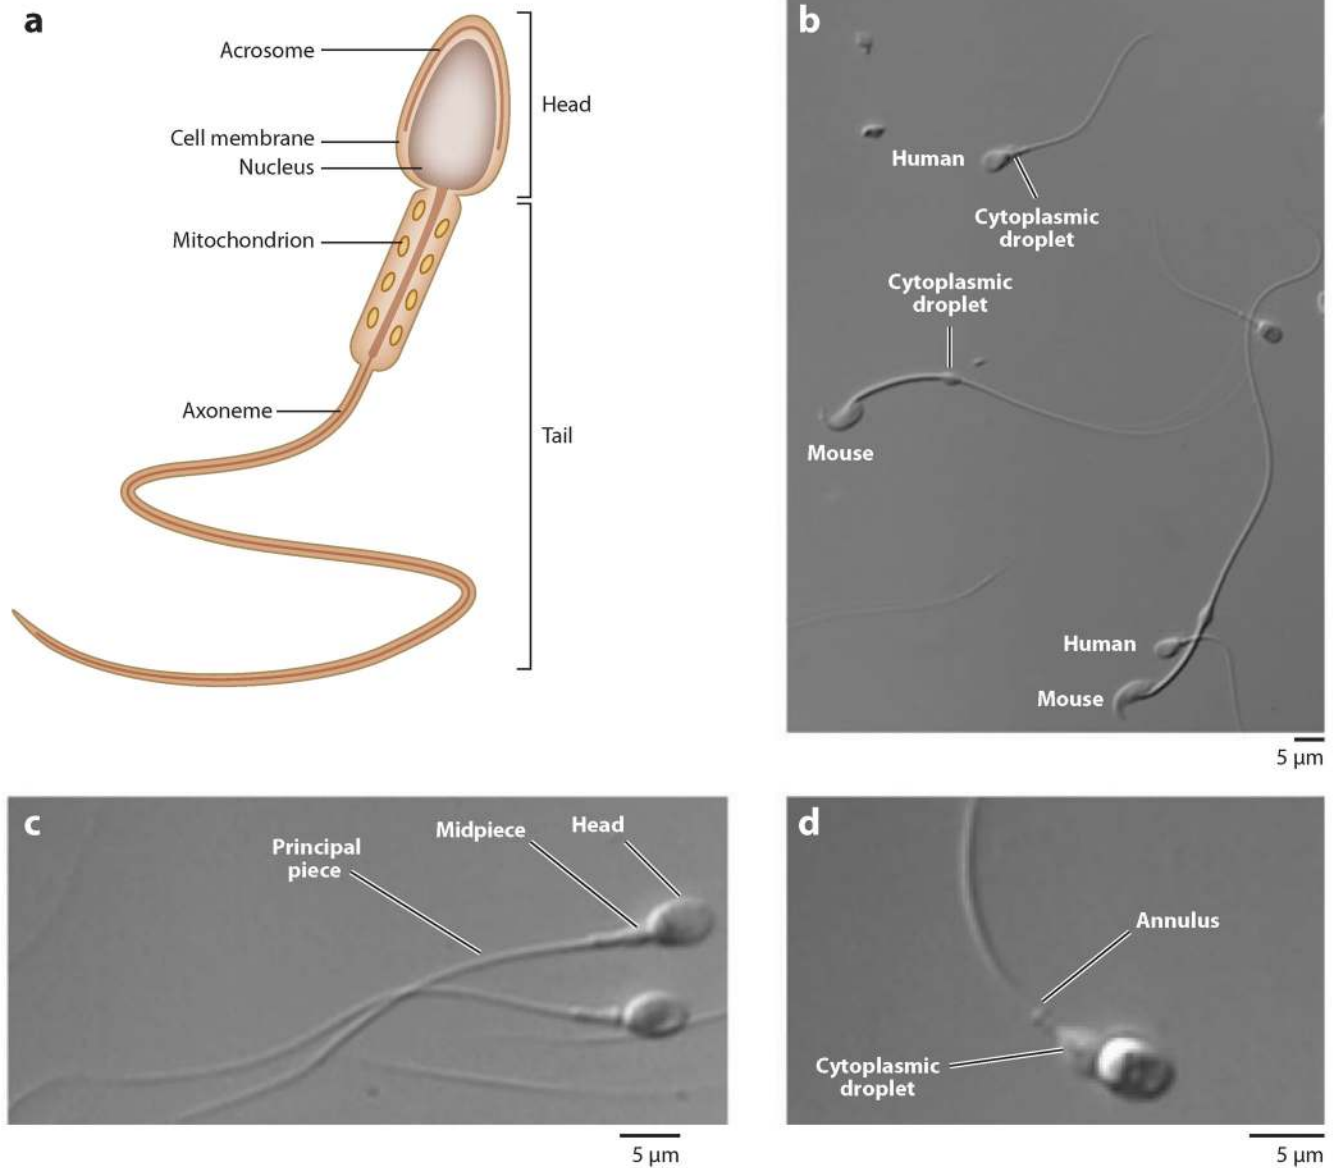 a
Acrosome
Cell membrane
Nucleus
Mitochondrion
Axoneme
Head
Tail
b
Human
Cytoplasmic
droplet
Cytoplasmic
droplet
Mouse
Human
Mouse
5 µm
c
Principal
piece
Midpiece
Head
5 µm
d
Annulus
Cytoplasmic
droplet
5 µm